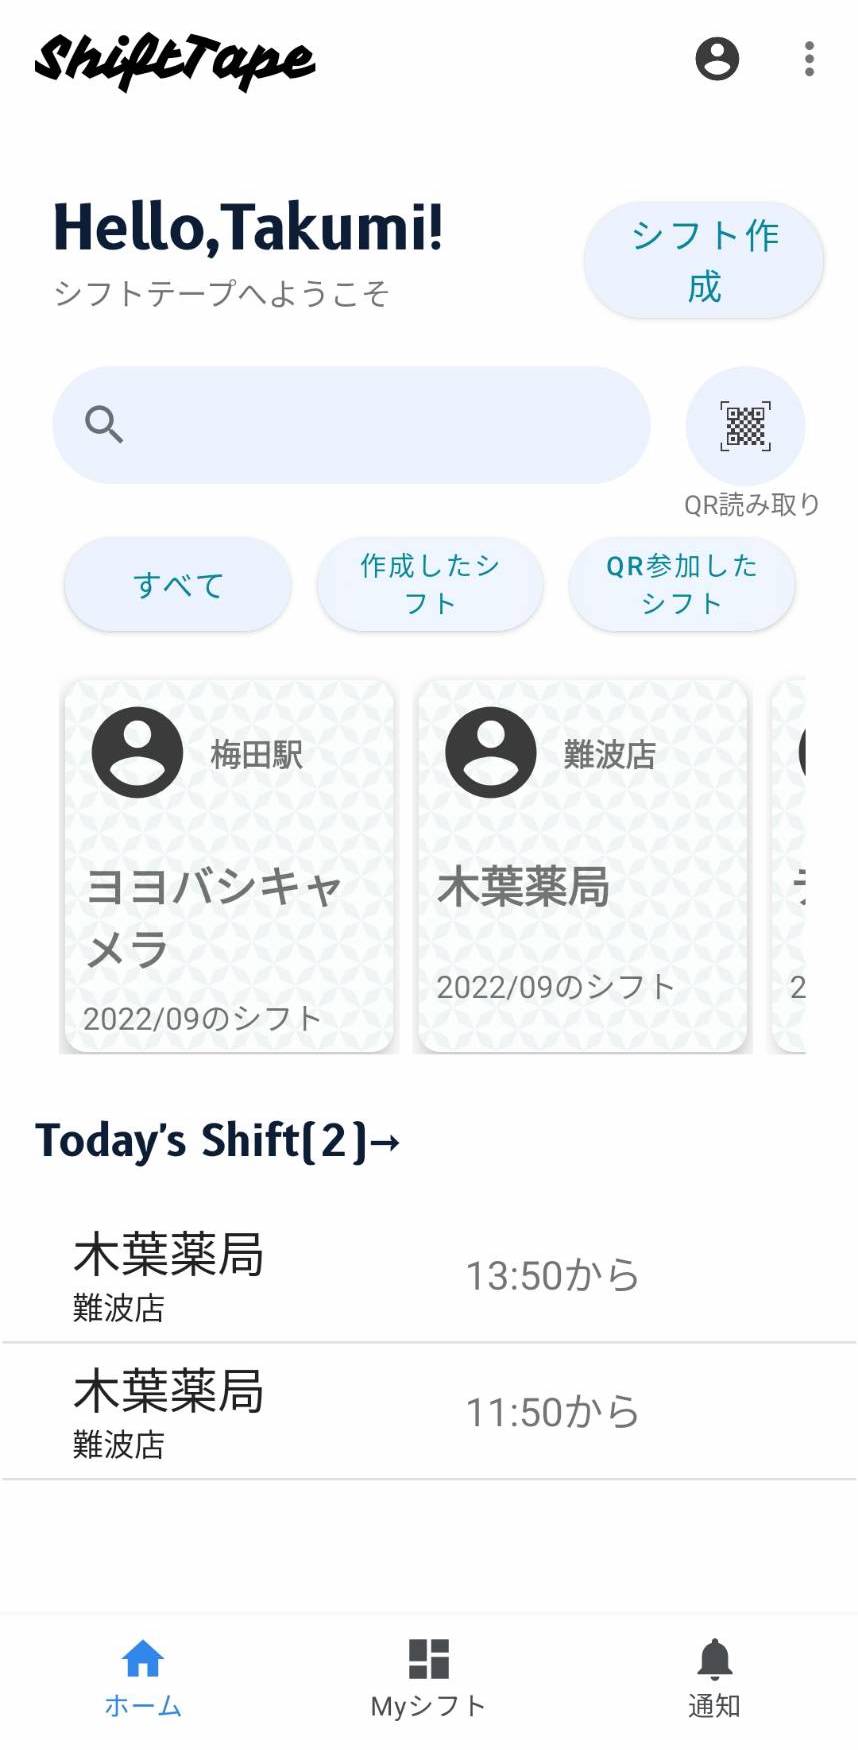 ShiftTape
Hello,Takumi!
シフトテープへようこそ
シフト作
成
QR読み取り
すべて
作成したシ
フト
QR参加した
シフト
梅田駅
ヨヨバシキャ
メラ
2022/09のシフト
難波店
木葉薬局
2022/09のシフト
2
Today's Shift(2)→
木葉薬局
難波店
13:50から
木葉薬局
難波店
11:50から
ホーム
Myシフト
通知